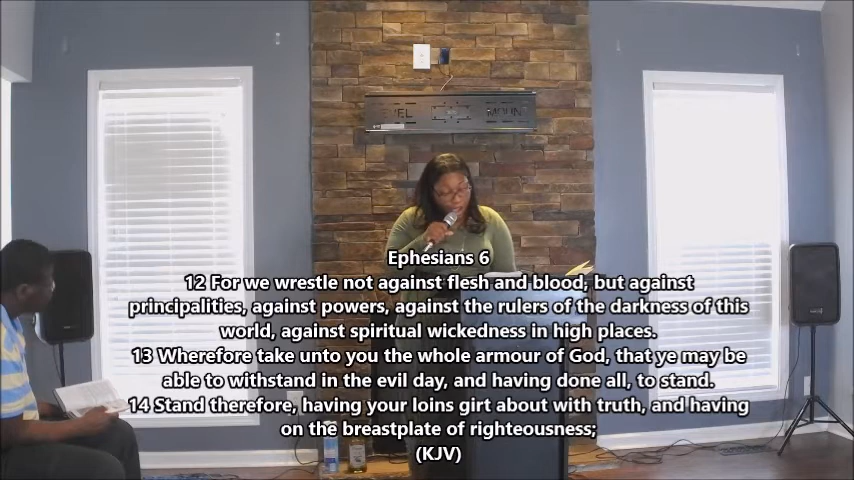 LEVEL MOUNT
Ephesians 6
12 For we wrestle not against flesh and blood, but against
principalities, against powers, against the rulers of the darkness of this
world, against spiritual wickedness in high places.
13 Wherefore take unto you the whole armour of God, that ye may be
able to withstand in the evil day, and having done all, to stand.
14 Stand therefore, having your loins girt about with truth, and having
on the breastplate of righteousness;
(KJV)